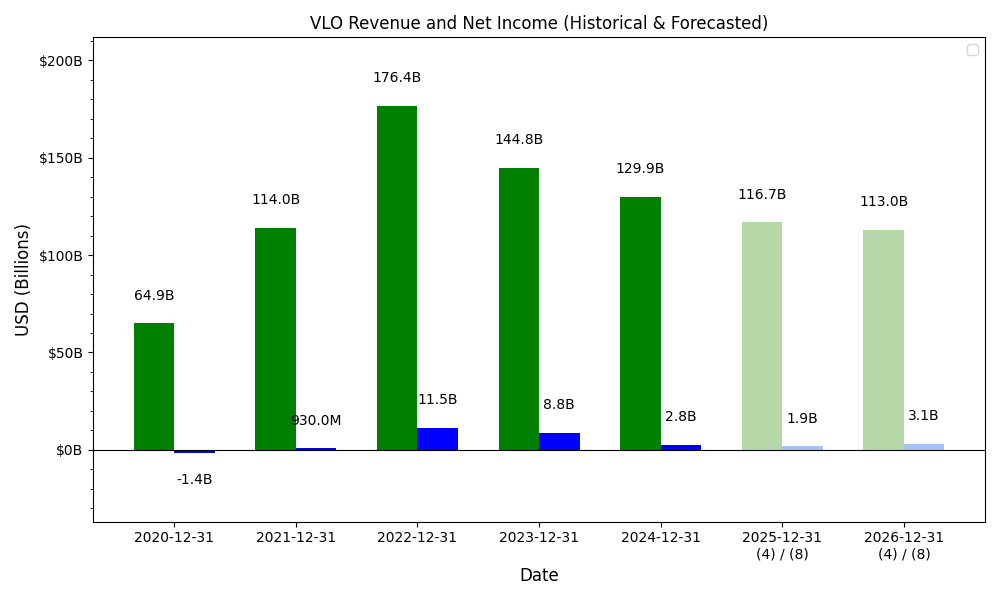 VLO Revenue and Net Income (Historical & Forecasted)
USD (Billions)
$200B
$150B
$100B
$50B
$0B
64.9B
-1.4B
114.0B
930.0M
176.4B
11.5B
144.8B
8.8B
129.9B
2.8B
116.7B
1.9B
113.0B
3.1B
2020-12-31
2021-12-31
2022-12-31
2023-12-31
2024-12-31
2025-12-31
(4) / (8)
2026-12-31
(4) / (8)
Date